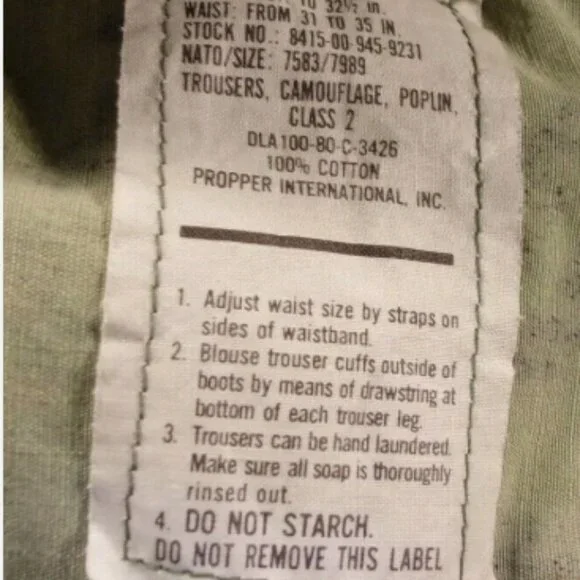 TO 32½ in.
WAIST: FROM 31 TO 35 IN.
STOCK NO.: 8415-00-945-9231
NATO/SIZE: 7583/7989
TROUSERS, CAMOUFLAGE, POPLIN,
CLASS 2
DLA100-80-C-3426
100% COTTON
PROPPER INTERNATIONAL, INC.
1. Adjust waist size by straps on
sides of waistband.
2. Blouse trouser cuffs outside of
boots by means of drawstring at
bottom of each trouser leg.
3. Trousers can be hand laundered.
Make sure all soap is thoroughly
rinsed out.
4. DO NOT STARCH.
DO NOT REMOVE THIS LABEL